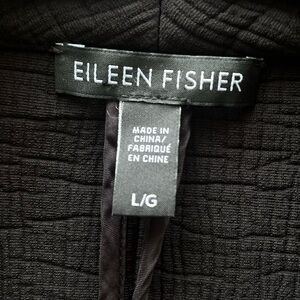 EILEEN FISHER
MADE IN
CHINA/
FABRIQUÉ
EN CHINE
L/G